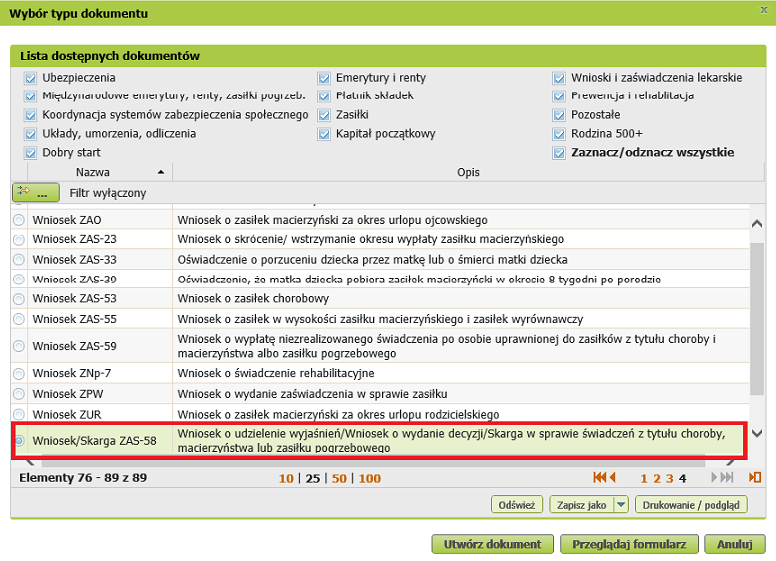 Wybór typu dokumentu
x
Lista dostępnych dokumentów
Ubezpieczenia
Emerytury i renty
Wnioski i zaświadczenia lekarskie
Międzynarodowe emerytury, renty, zasiłki pogrzeb.
Płatnik składek
Prewencja i rehabilitacja
Koordynacja systemów zabezpieczenia społecznego
Zasiłki
Pozostałe
Układy, umorzenia, odliczenia
Kapitał początkowy
Rodzina 500+
Dobry start
Zaznacz/odznacz wszystkie
Nazwa
Opis
...
Filtr wyłączony
Wniosek ZAO
Wniosek o zasiłek macierzyński za okres urlopu ojcowskiego
Wniosek ZAS-23
Wniosek o skrócenie/ wstrzymanie okresu wypłaty zasiłku macierzyńskiego
Wniosek ZAS-33
Oświadczenie o porzuceniu dziecka przez matkę lub o śmierci matki dziecka
Wniosek ZAS-39
Oświadczenie, że matka dziecka pobiera zasiłek macierzyński w okresie 8 tygodni po porodzie
Wniosek ZAS-53
Wniosek o zasiłek chorobowy
Wniosek ZAS-55
Wniosek o zasiłek w wysokości zasiłku macierzyńskiego i zasiłek wyrównawczy
Wniosek ZAS-59
Wniosek o wypłatę niezrealizowanego świadczenia po osobie uprawnionej do zasiłków z tytułu choroby i
macierzyństwa albo zasiłku pogrzebowego
Wniosek ZNp-7
Wniosek o świadczenie rehabilitacyjne
Wniosek ZPW
Wniosek o wydanie zaświadczenia w sprawie zasiłku
Wniosek ZUR
Wniosek o zasiłek macierzyński za okres urlopu rodzicielskiego
Wniosek/Skarga ZAS-58
Wniosek o udzielenie wyjaśnień/Wniosek o wydanie decyzji/Skarga w sprawie świadczeń z tytułu choroby,
macierzyństwa lub zasiłku pogrzebowego
Elementy 76 - 89 z 89
10 | 25 | 50 | 100
1 2 3 4
Odśwież
Zapisz jako
Drukowanie / podgląd
Utwórz dokument
Przeglądaj formularz
Anuluj